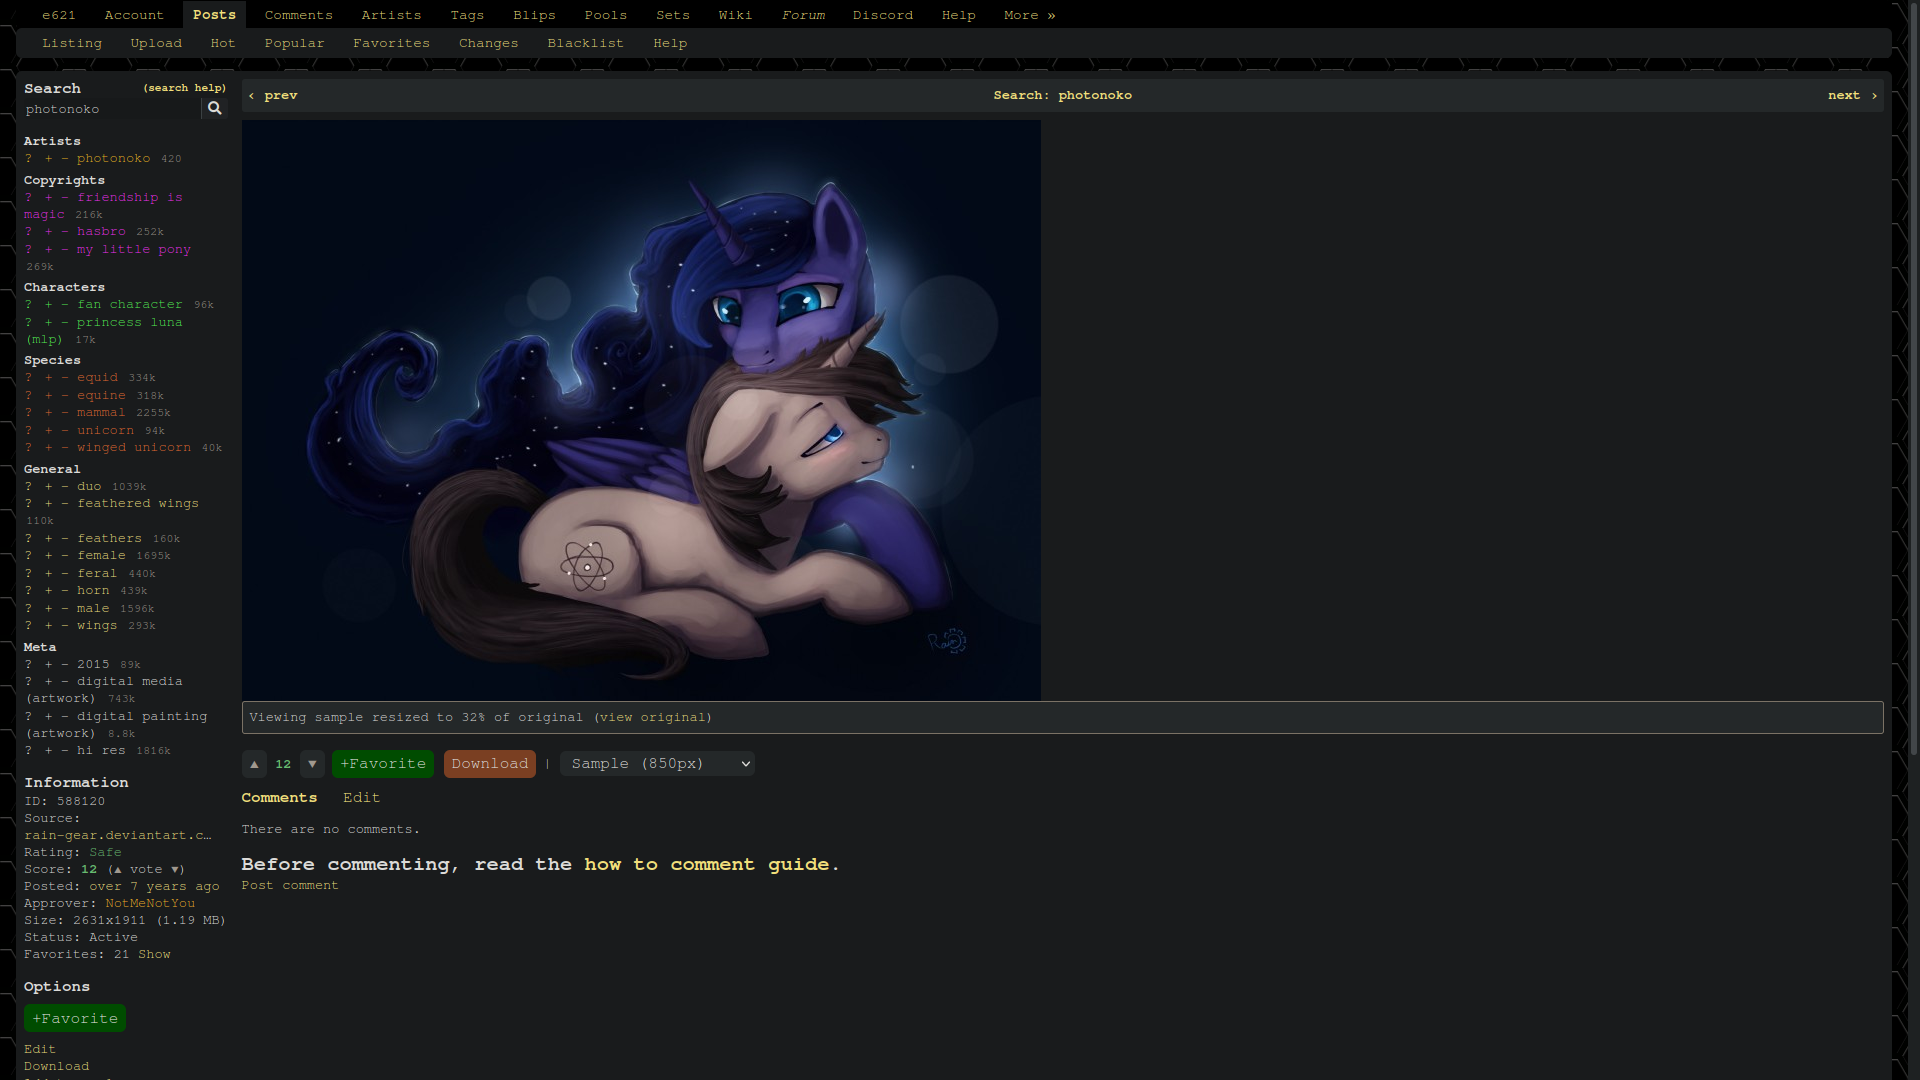 e621 Account Posts Comments Artists Tags Blips Pools Sets Wiki Forum Discord Help More »
Listing Upload Hot Popular Favorites Changes Blacklist Help
Search (search help)
photonoko
‹ prev Search: photonoko next ›
Artists
? + - photonoko 420
Copyrights
? + - friendship is
magic 216k
? + - hasbro 252k
? + - my little pony
269k
Characters
? + - fan character 96k
? + - princess luna
(mlp) 17k
Species
? + - equid 334k
? + - equine 318k
? + - mammal 2255k
? + - unicorn 94k
? + - winged unicorn 40k
General
? + - duo 1039k
? + - feathered wings
110k
? + - feathers 160k
? + - female 1695k
? + - feral 440k
? + - horn 439k
? + - male 1596k
? + - wings 293k
Meta
? + - 2015 89k
? + - digital media
(artwork) 743k
? + - digital painting
(artwork) 8.8k
? + - hi res 1816k
Information
ID: 588120
Source:
rain-gear.deviantart.c…
Rating: Safe
Score: 12 (▲ vote ▼)
Posted: over 7 years ago
Approver: NotMeNotYou
Size: 2631x1911 (1.19 MB)
Status: Active
Favorites: 21 Show
Options
+Favorite
Edit
Download
Rain
Viewing sample resized to 32% of original (view original)
▲ 12 ▼ +Favorite Download | Sample (850px)
Comments Edit
There are no comments.
Before commenting, read the how to comment guide.
Post comment